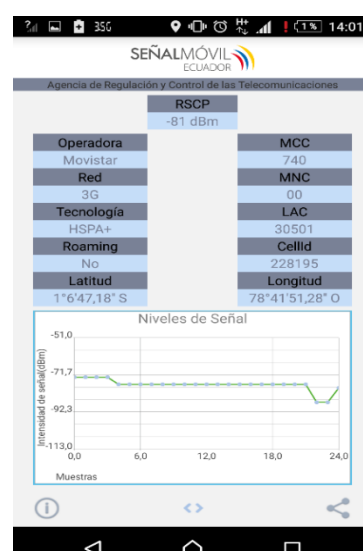 35G 1% 14:01
SEÑALMÓVIL
ECUADOR
Agencia de Regulación y Control de las Telecomunicaciones
RSCP
-81 dBm
Operadora MCC
Movistar 740
Red MNC
3G 00
Tecnología LAC
HSPA+ 30501
Roaming CellId
No 228195
Latitud Longitud
1°6'47,18" S 78°41'51,28" O
Niveles de Señal
Intensidad de señal(dBm)
-51,0
-71,7
-92,3
-113,0
0,0 6,0 12,0 18,0 24,0
Muestras